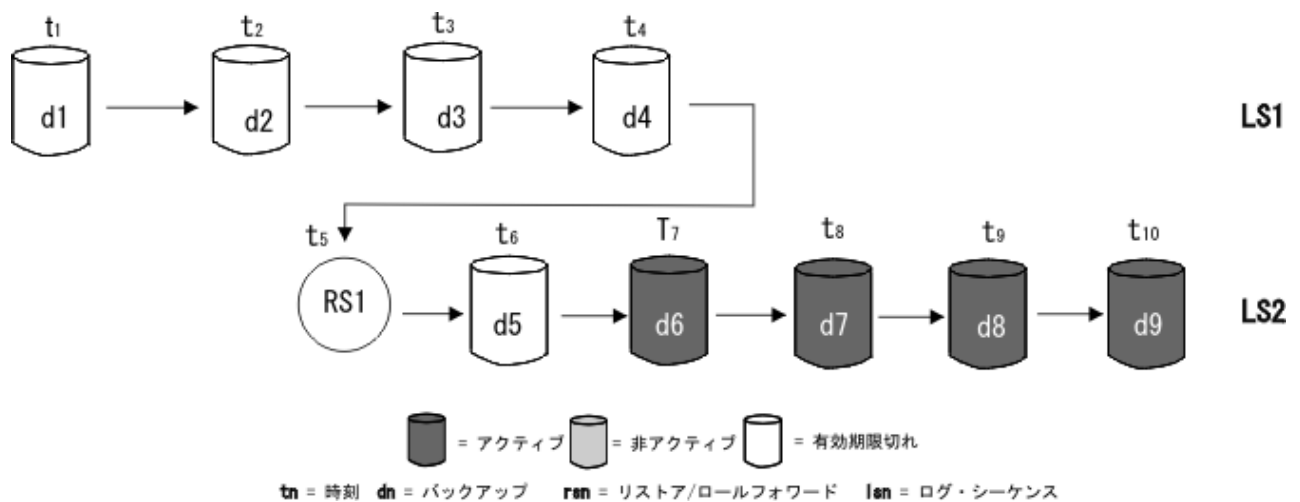 t₁ t₂ t₃ t₄
d1 d2 d3 d4 LS1
t₅ t₆ T₇ t₈ t₉ t₁₀
RS1 d5 d6 d7 d8 d9 LS2
= アクティブ = 非アクティブ = 有効期限切れ
tn = 時刻 dn = バックアップ rsn = リストア/ロールフォワード lsn = ログ・シーケンス